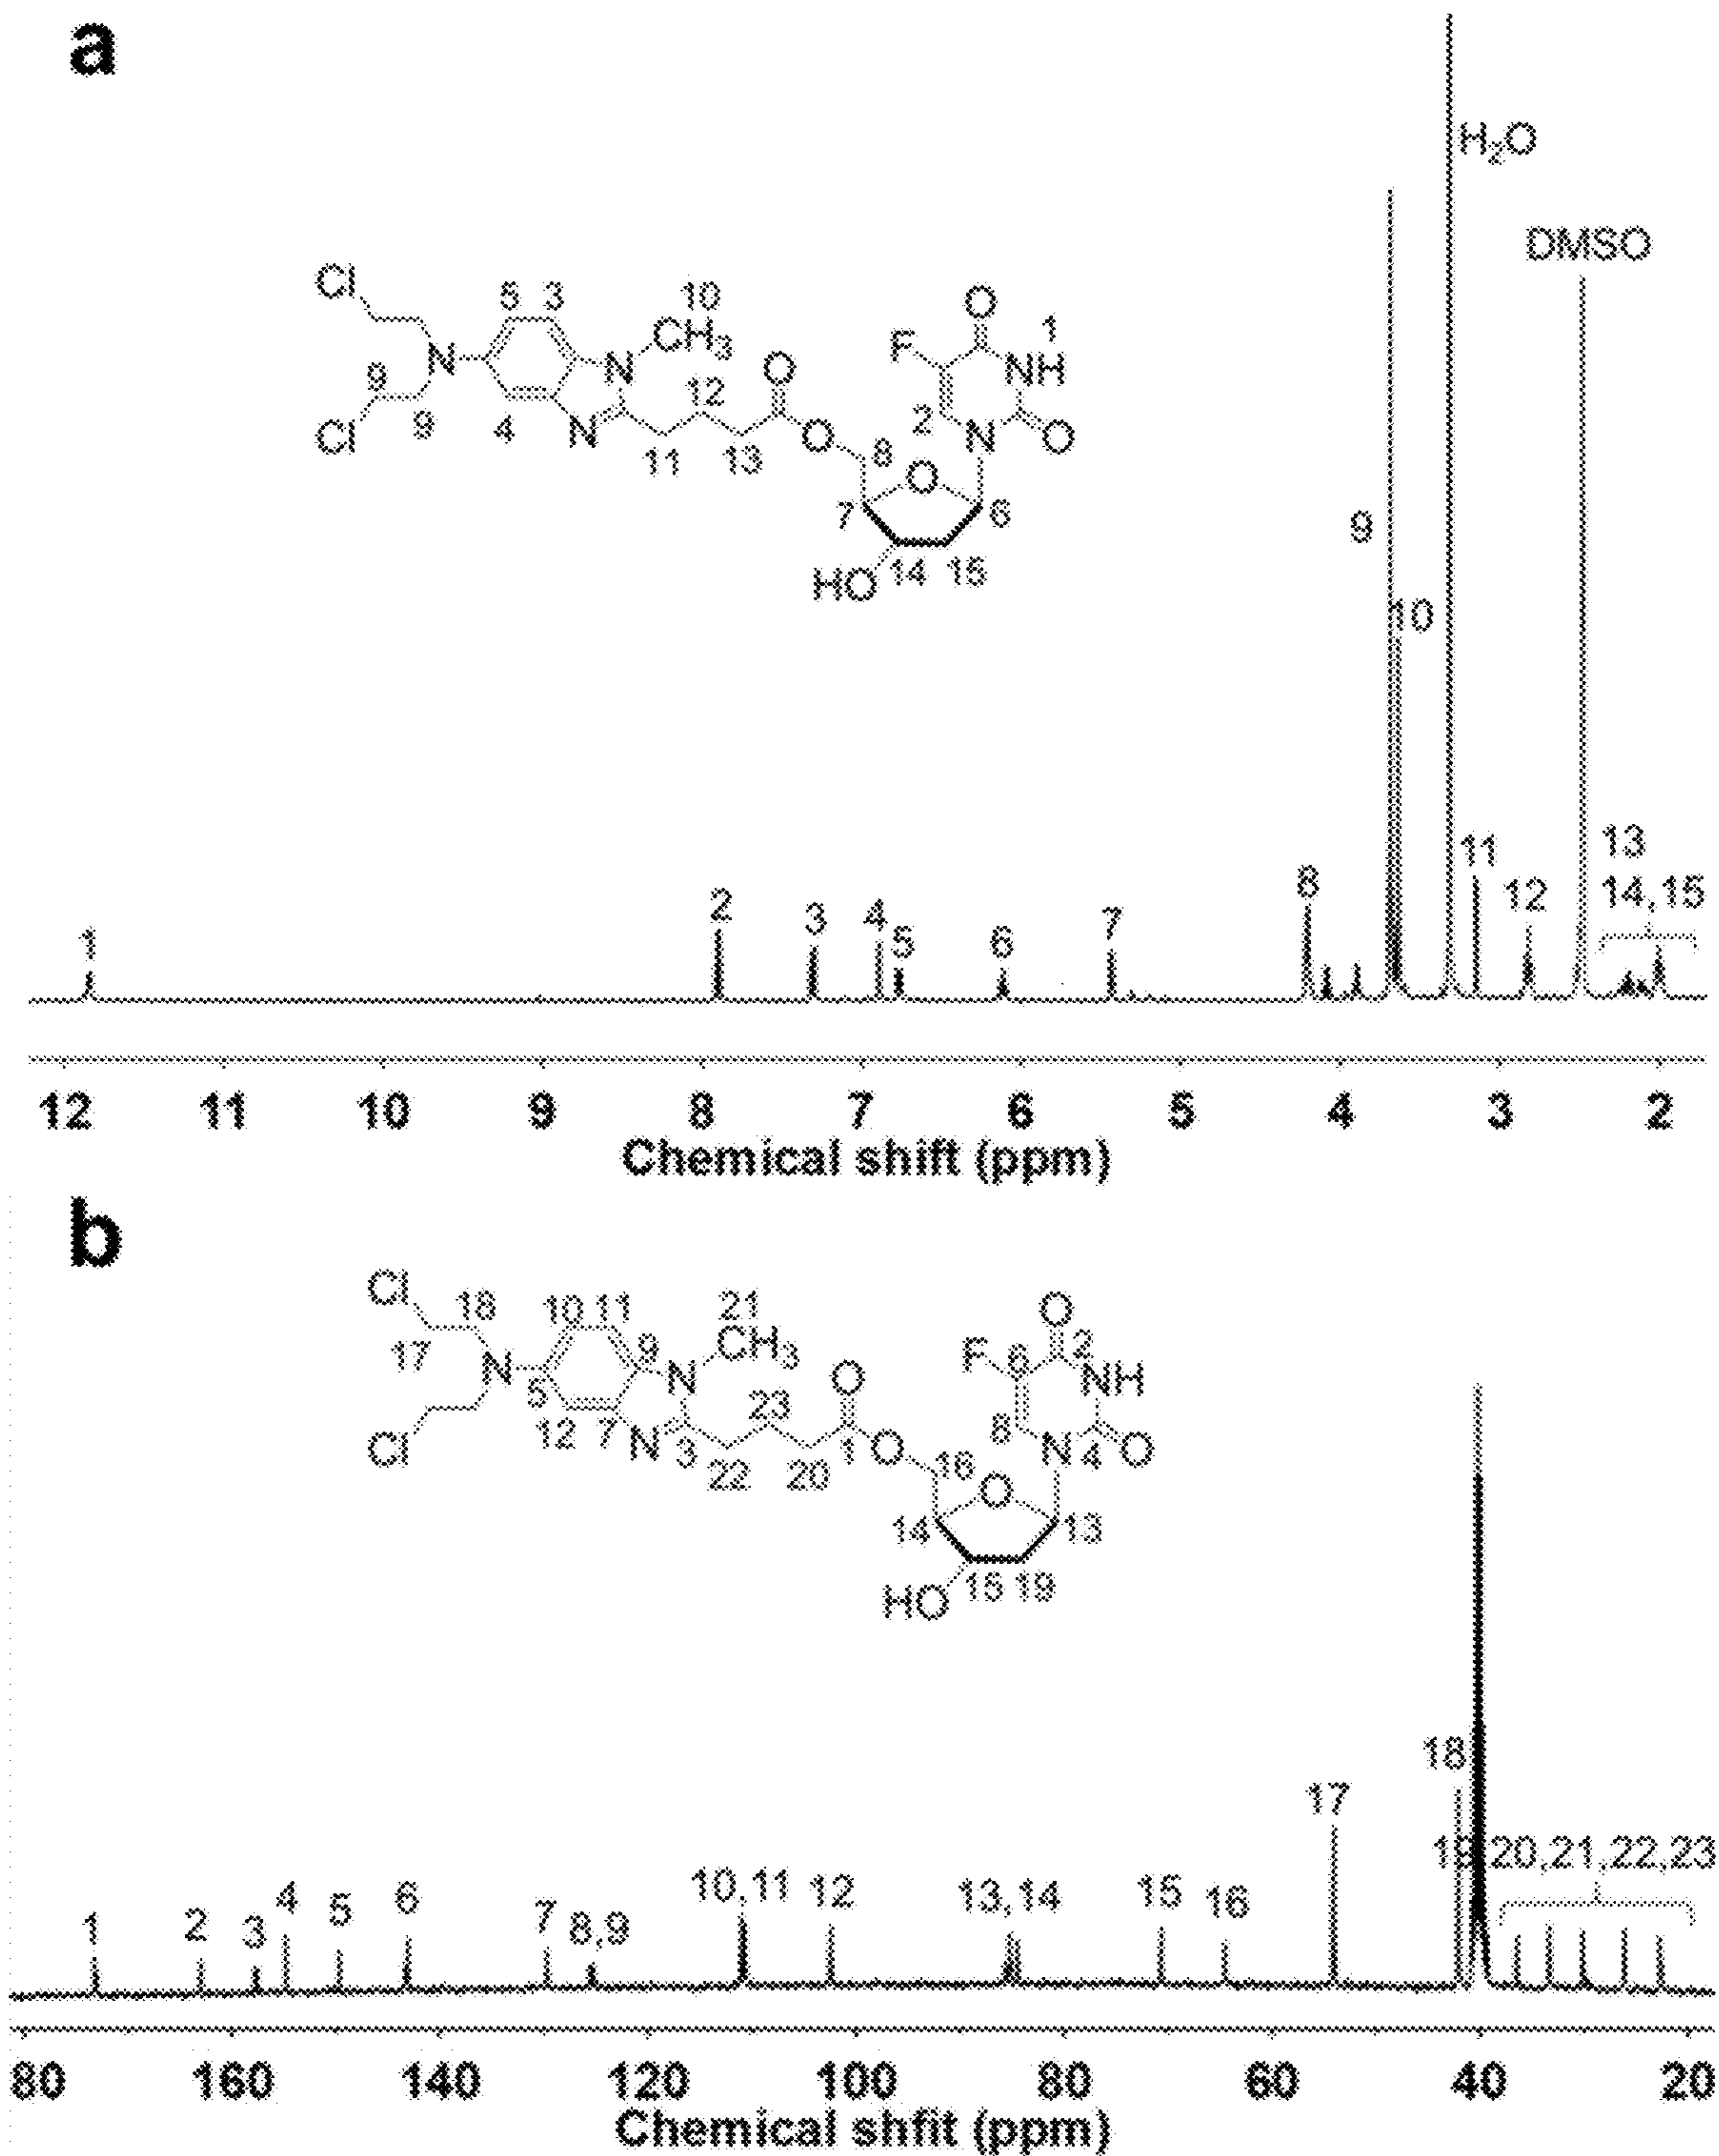 a
H2O
DMSO
Cl
5 3 10
CH3
O
O
1
F
NH
N
N
9
12
2
O
Cl
9
4
N
11
13
O
8
N
O
7
6
HO
14 15
9
10
1
2
3
4
5
6
7
8
11
12
13
14,15
12 11 10 9 8 7 6 5 4 3 2
Chemical shift (ppm)
b
Cl
18
10 11
21
CH3
O
O
17
N
9
N
F
6
2
NH
5
23
O
Cl
12
7
N
3
22
20
1
O
8
N
4
O
16
O
14
13
HO
15 19
1
2
3
4
5
6
7
8,9
10,11
12
13,14
15
16
17
18
19,20,21,22,23
80 160 140 120 100 80 60 40 20
Chemical shfit (ppm)